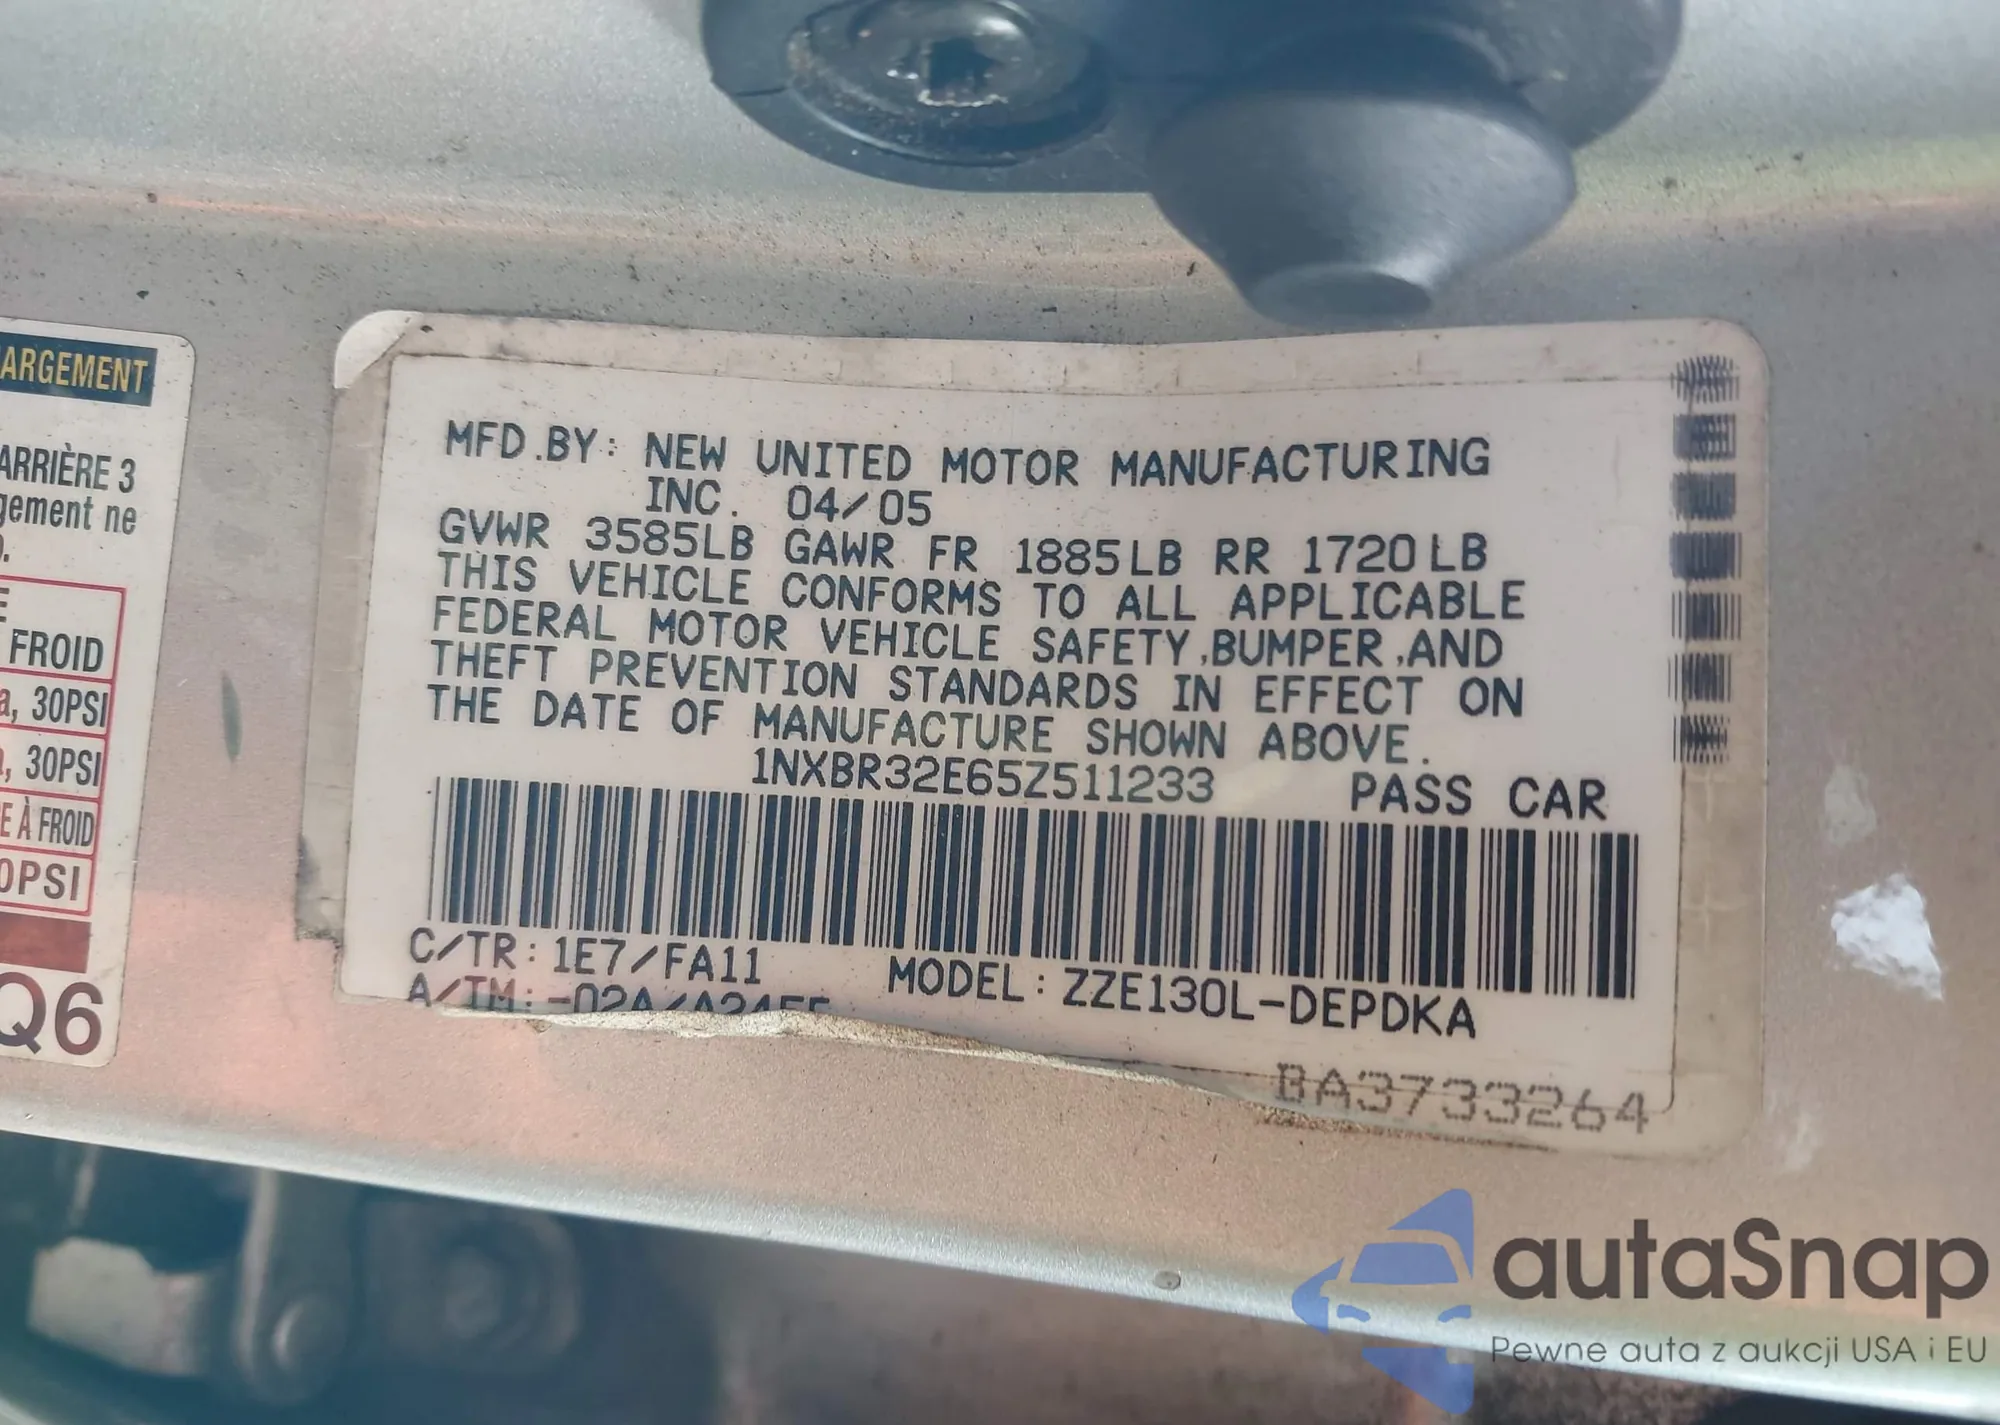 ARGEMENT
ARRIÈRE 3
gement ne
FROID
30PSI
30PSI
E À FROID
0PSI
Q6
MFD.BY: NEW UNITED MOTOR MANUFACTURING
INC. 04/05
GVWR 3585LB GAWR FR 1885LB RR 1720LB
THIS VEHICLE CONFORMS TO ALL APPLICABLE
FEDERAL MOTOR VEHICLE SAFETY,BUMPER,AND
THEFT PREVENTION STANDARDS IN EFFECT ON
THE DATE OF MANUFACTURE SHOWN ABOVE.
1NXBR32E65Z511233 PASS CAR
C/TR: 1E7/FA11 MODEL: ZZE130L-DEPDKA
A/TM:
BA3733264
autaSnap
Pewne auta z aukcji USA i EU